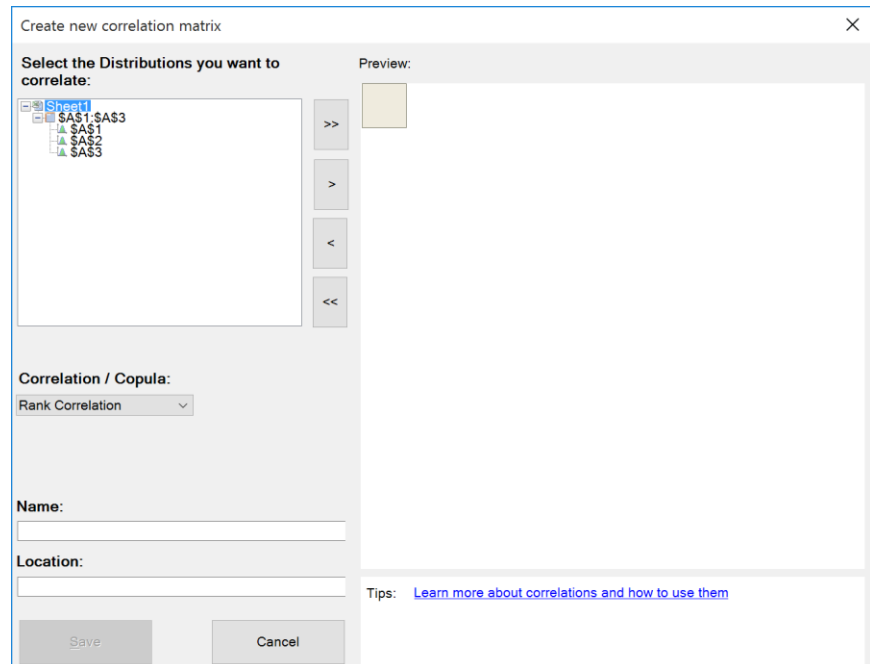 Create new correlation matrix
Select the Distributions you want to
correlate:
Preview:
Sheet1
$A$1:$A$3
$A$1
$A$2
$A$3
>>
>
<
<<
Correlation / Copula:
Rank Correlation
Name:
Location:
Tips: Learn more about correlations and how to use them
Save
Cancel